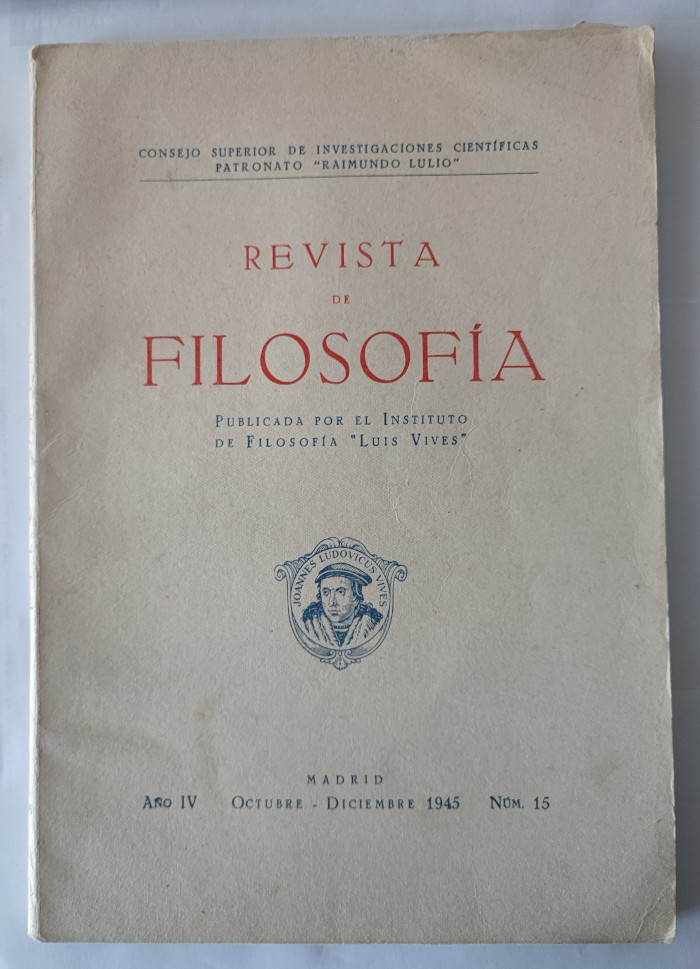 CONSEJO SUPERIOR DE INVESTIGACIONES CIENTÍFICAS
PATRONATO "RAIMUNDO LULIO"
REVISTA
DE
FILOSOFÍA
PUBLICADA POR EL INSTITUTO
DE FILOSOFÍA "LUIS VIVES"
JOANNES LUDOVICUS VIVES
MADRID
AÑO IV OCTUBRE - DICIEMBRE 1945 NÚM. 15